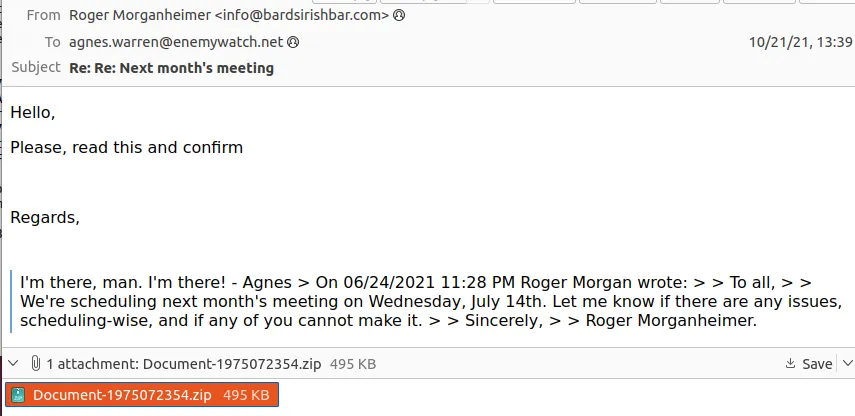 From Roger Morganheimer <info@bardsirishbar.com>
To agnes.warren@enemywatch.net 10/21/21, 13:39
Subject Re: Re: Next month's meeting
Hello,
Please, read this and confirm
Regards,
I'm there, man. I'm there! - Agnes > On 06/24/2021 11:28 PM Roger Morgan wrote: > > To all, > >
We're scheduling next month's meeting on Wednesday, July 14th. Let me know if there are any issues,
scheduling-wise, and if any of you cannot make it. > > Sincerely, > > Roger Morganheimer.
1 attachment: Document-1975072354.zip 495 KB Save
Document-1975072354.zip 495 KB